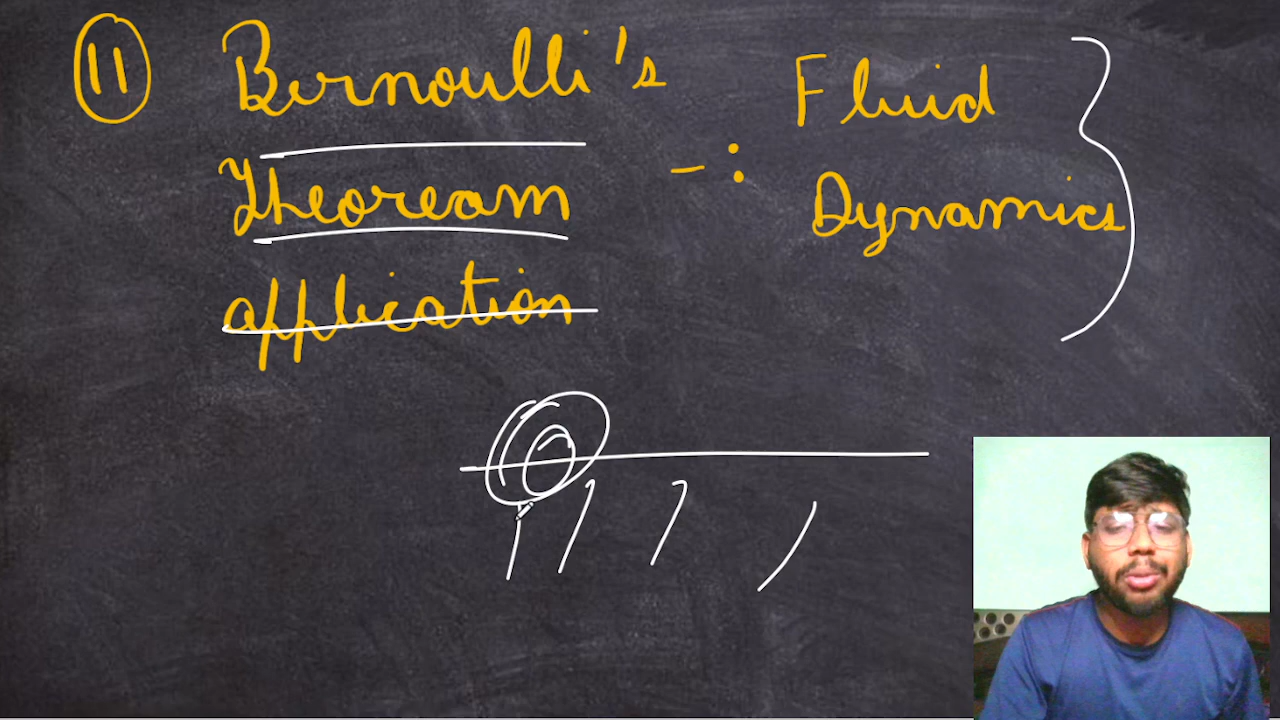 11 Bernoulli's
Theoream
application
-: Fluid
Dynamics